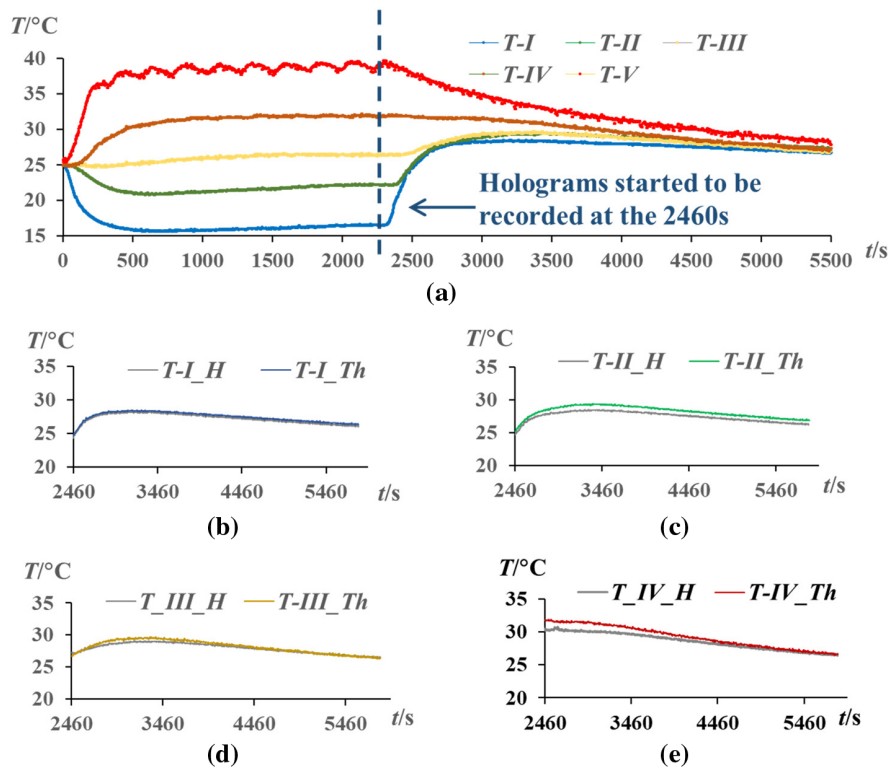 T/°C
T-I T-II T-III
T-IV T-V
40
35
30
25
20
15
Holograms started to be
recorded at the 2460s
0 500 1000 1500 2000 2500 3000 3500 4000 4500 5000 5500
t/s
(a)
T/°C
T-I_H T-I_Th
35
30
25
20
2460 3460 4460 5460 t/s
(b)
T/°C
T-II_H T-II_Th
35
30
25
20
2460 3460 4460 5460 t/s
(c)
T/°C
T_III_H T-III_Th
35
30
25
20
2460 3460 4460 5460 t/s
(d)
T/°C
T_IV_H T-IV_Th
35
30
25
20
2460 3460 4460 5460 t/s
(e)